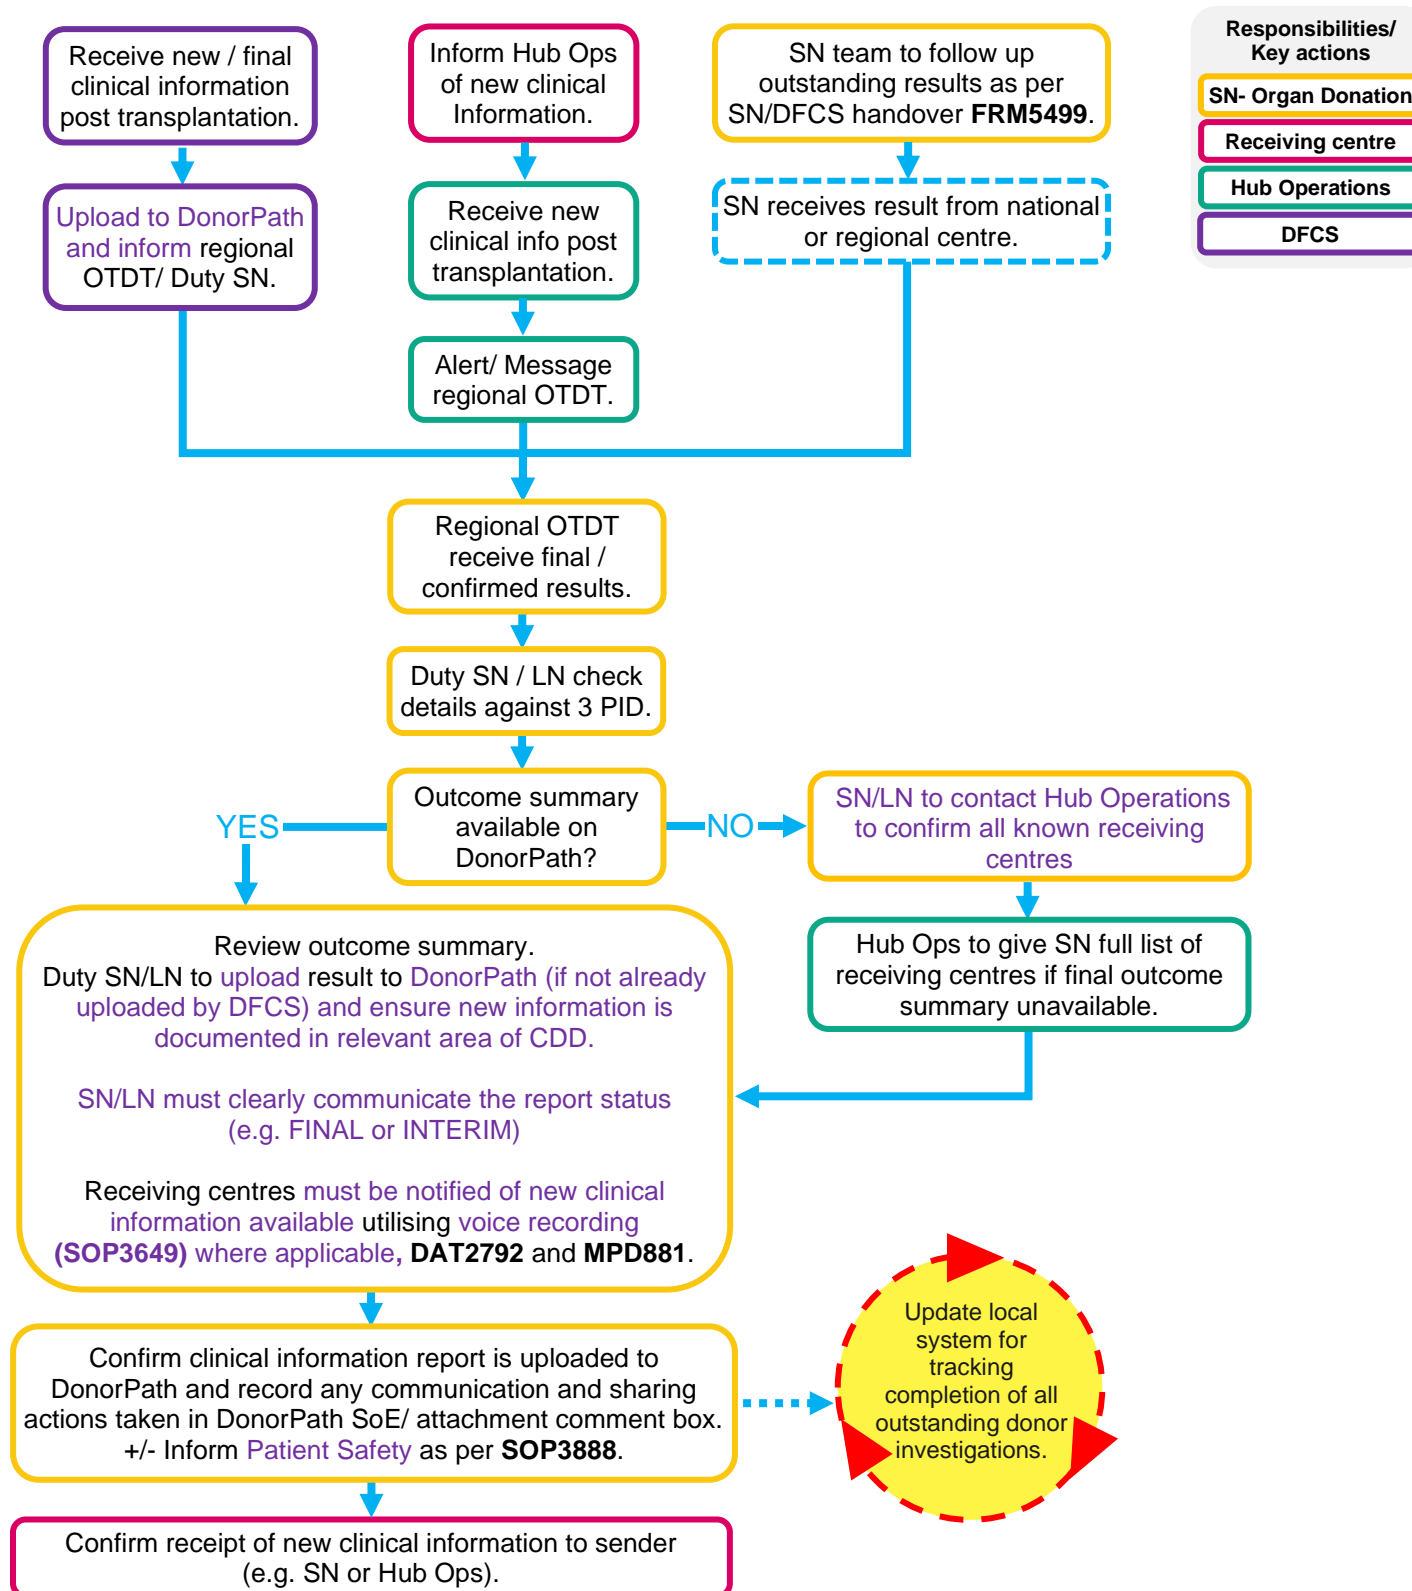 Receive new / final
clinical information
post transplantation.
Inform Hub Ops
of new clinical
Information.
SN team to follow up
outstanding results as per
SN/DFCS handover FRM5499.
Responsibilities/
Key actions
SN- Organ Donation
Receiving centre
Hub Operations
DFCS
Upload to DonorPath
and inform regional
OTDT/ Duty SN.
Receive new
clinical info post
transplantation.
SN receives result from national
or regional centre.
Alert/ Message
regional OTDT.
Regional OTDT
receive final /
confirmed results.
Duty SN / LN check
details against 3 PID.
Outcome summary
available on
DonorPath?
YES
NO
SN/LN to contact Hub Operations
to confirm all known receiving
centres
Hub Ops to give SN full list of
receiving centres if final outcome
summary unavailable.
Review outcome summary.
Duty SN/LN to upload result to DonorPath (if not already
uploaded by DFCS) and ensure new information is
documented in relevant area of CDD.
SN/LN must clearly communicate the report status
(e.g. FINAL or INTERIM)
Receiving centres must be notified of new clinical
information available utilising voice recording
(SOP3649) where applicable, DAT2792 and MPD881.
Confirm clinical information report is uploaded to
DonorPath and record any communication and sharing
actions taken in DonorPath SoE/ attachment comment box.
+/- Inform Patient Safety as per SOP3888.
Update local
system for
tracking
completion of all
outstanding donor
investigations.
Confirm receipt of new clinical information to sender
(e.g. SN or Hub Ops).